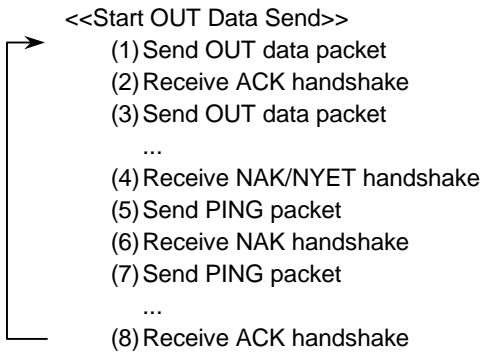 <<Start OUT Data Send>>
(1) Send OUT data packet
(2) Receive ACK handshake
(3) Send OUT data packet
...
(4) Receive NAK/NYET handshake
(5) Send PING packet
(6) Receive NAK handshake
(7) Send PING packet
...
(8) Receive ACK handshake